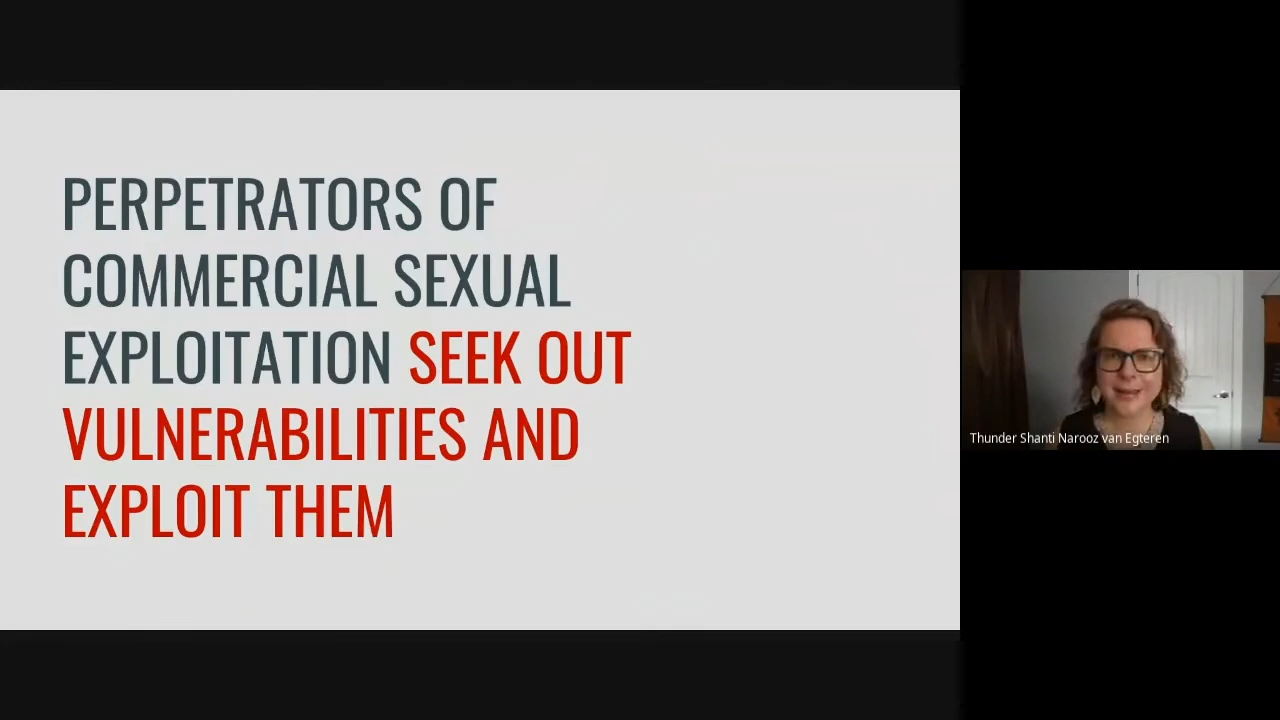 PERPETRATORS OF
COMMERCIAL SEXUAL
EXPLOITATION SEEK OUT
VULNERABILITIES AND
EXPLOIT THEM
Thunder Shanti Narooz van Egteren